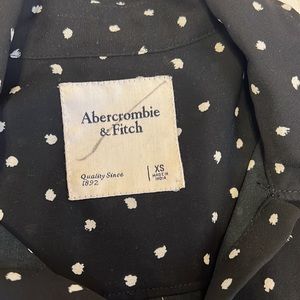 Abercrombie
& Fitch
Quality Since
1892
XS
MADE IN
INDIA